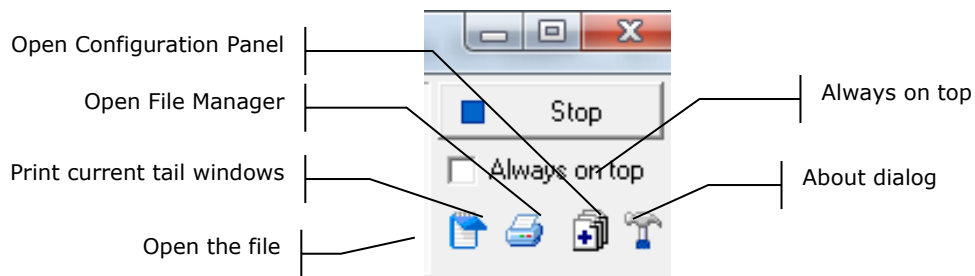 Open Configuration Panel
Open File Manager
Print current tail windows
Open the file
Stop
Always on top
Always on top
About dialog